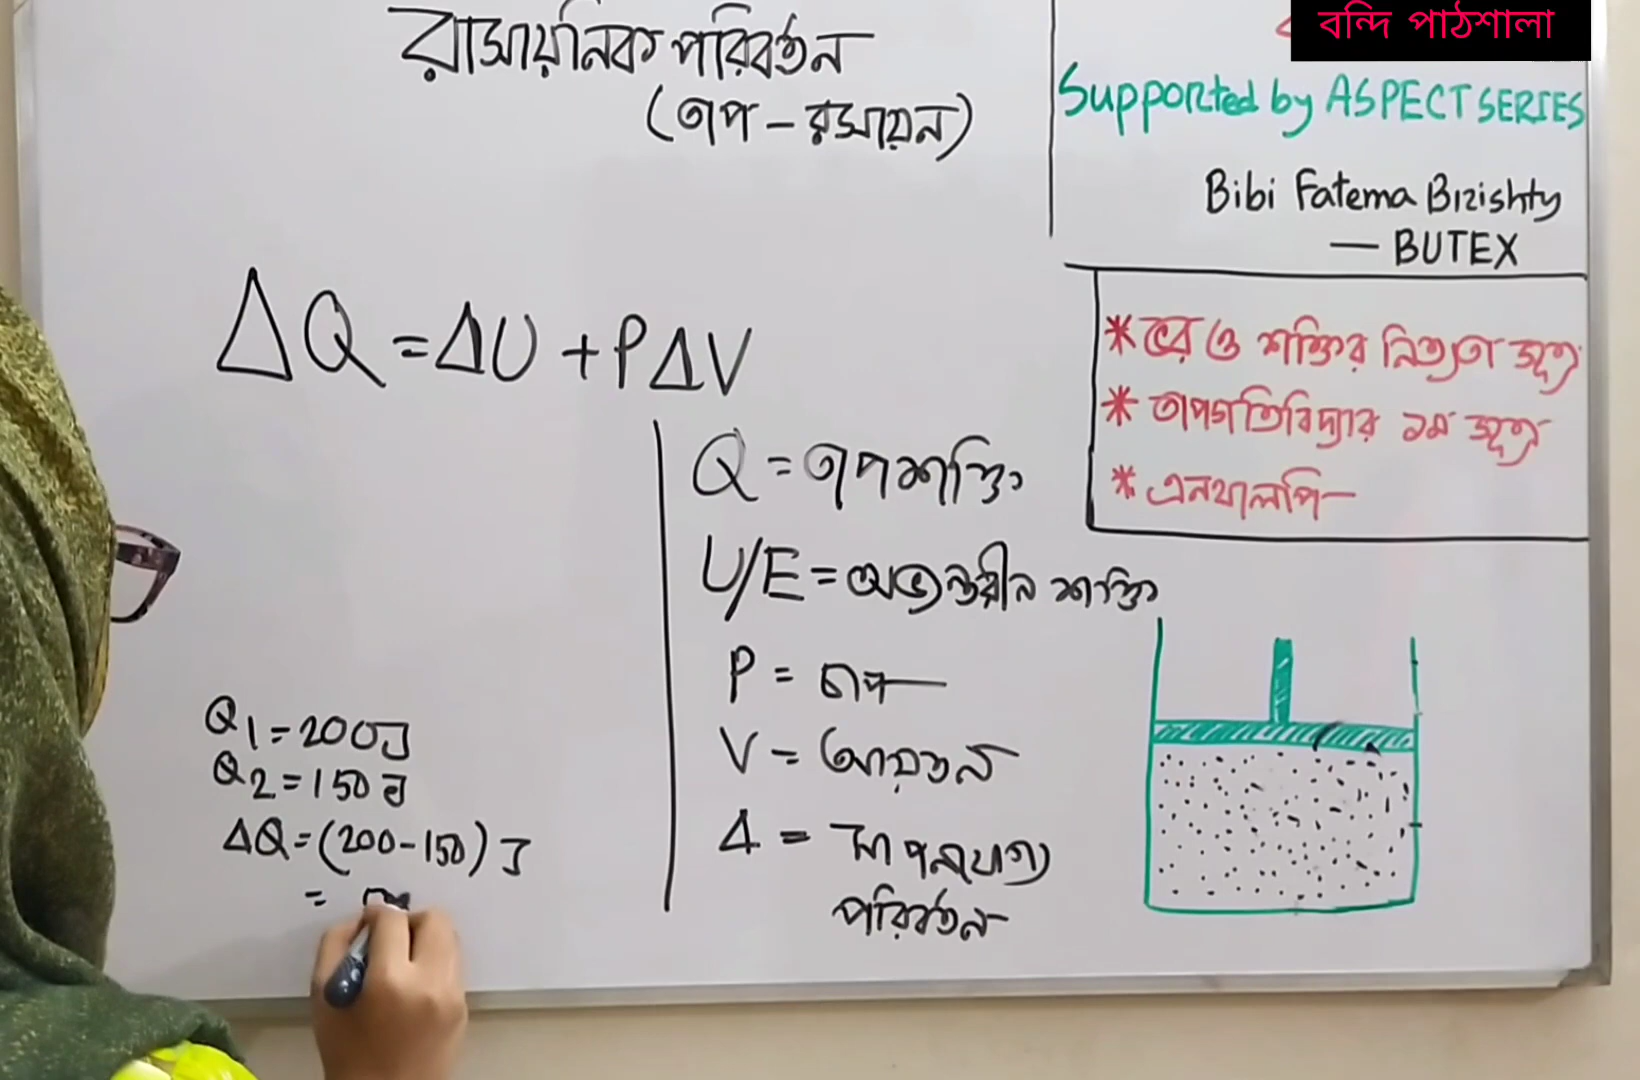 রাসায়নিক পরিবর্তন
(তাপ - রসায়ন)
বন্দি পাঠশালা
Supported by ASPECT SERIES
Bibi Fatema Brishty
— BUTEX
* ভর ও শক্তির নিত্যতা সূত্র
* তাপগতিবিদ্যার ১ম সূত্র
* এনথালপি
ΔQ = ΔU + PΔV
Q = তাপশক্তি
U/E = অভ্যন্তরীন শক্তি
P = চাপ
V = আয়তন
Δ =
পরিবর্তন
Q1 = 200J
Q2 = 150J
ΔQ = (200 - 150) J
=